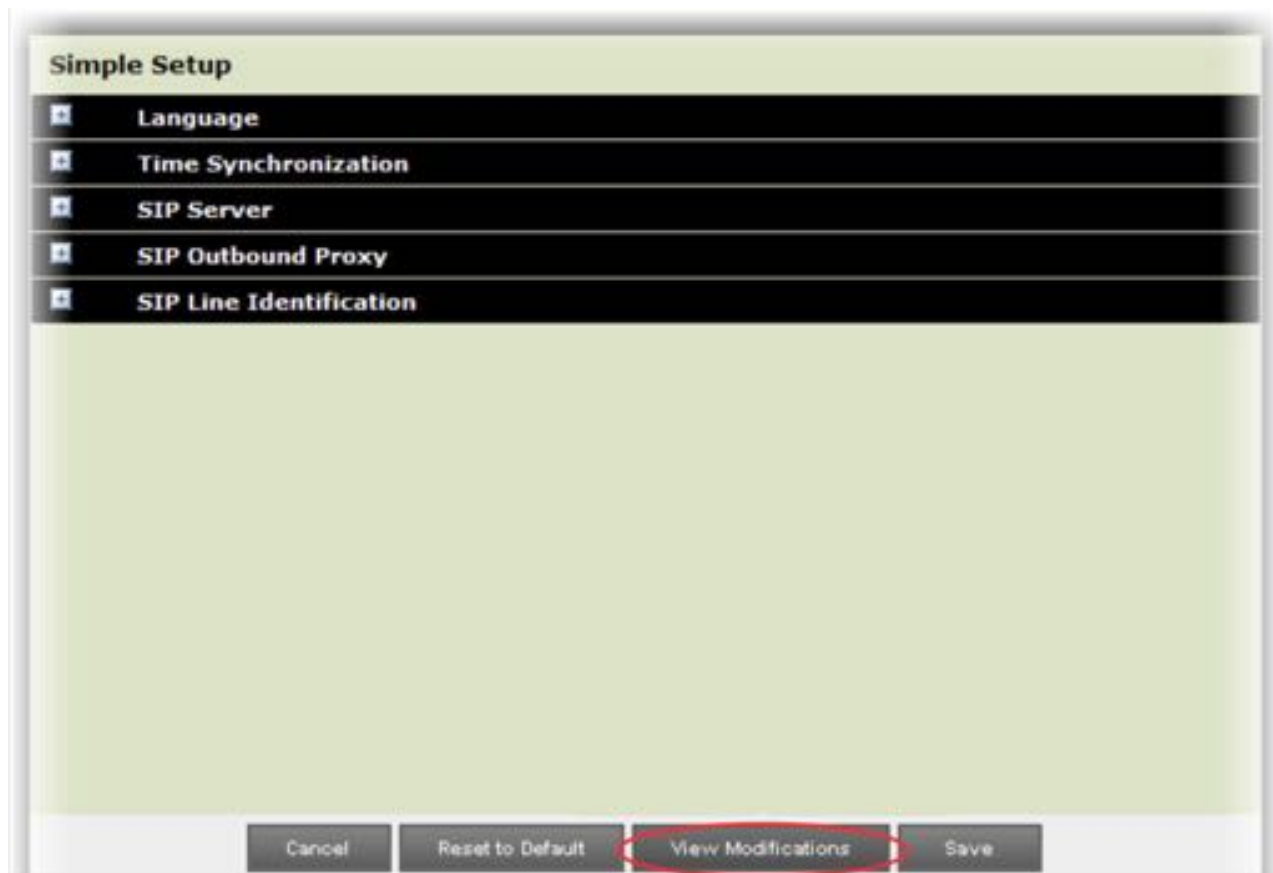 Simple Setup
Language
Time Synchronization
SIP Server
SIP Outbound Proxy
SIP Line Identification
Cancel Reset to Default View Modifications Save